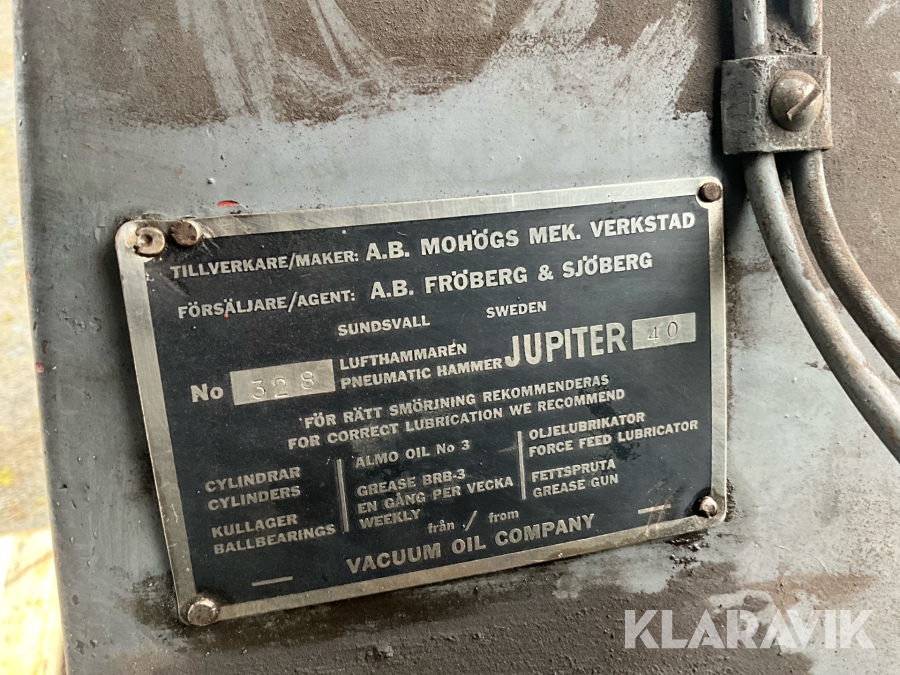 TILLVERKARE/MAKER: A.B. MOHÖGS MEK. VERKSTAD
FÖRSÄLJARE/AGENT: A.B. FRÖBERG & SJÖBERG
SUNDSVALL SWEDEN
No 328 LUFTHAMMAREN
PNEUMATIC HAMMER JUPITER 40
FÖR RÄTT SMÖRJNING REKOMMENDERAS
FOR CORRECT LUBRICATION WE RECOMMEND
CYLINDRAR
CYLINDERS
ALMO OIL No 3
OLJELUBRIKATOR
FORCE FEED LUBRICATOR
KULLAGER
BALLBEARINGS
GREASE BRB-3
EN GÅNG PER VECKA
WEEKLY
FETTSPRUTA
GREASE GUN
från / from
VACUUM OIL COMPANY
KLARAVIK